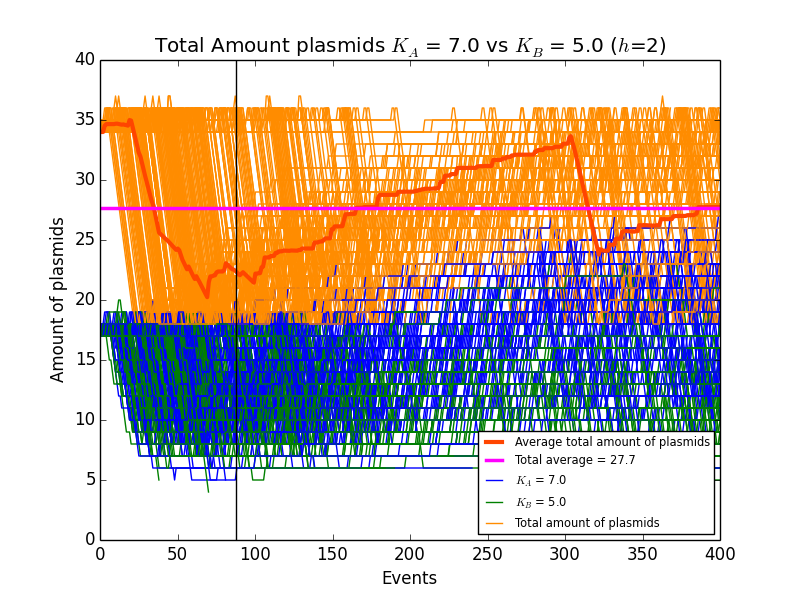 Total Amount plasmids K_A = 7.0 vs K_B = 5.0 (h=2)
40
35
30
25
20
15
10
5
0
Amount of plasmids
Average total amount of plasmids
Total average = 27.7
K_A = 7.0
K_B = 5.0
Total amount of plasmids
0 50 100 150 200 250 300 350 400
Events